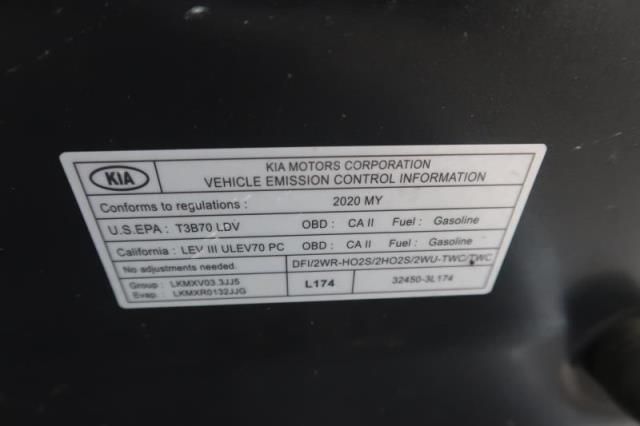 KIA
KIA MOTORS CORPORATION
VEHICLE EMISSION CONTROL INFORMATION
Conforms to regulations : 2020 MY
U.S.EPA : T3B70 LDV OBD : CA II Fuel : Gasoline
California : LEV III ULEV70 PC OBD : CA II Fuel : Gasoline
No adjustments needed. DFI/2WR-HO2S/2HO2S/2WU-TWC/TWC
Group : LKMXV03.3JJ5 L174 32450-3L174
Evap. : LKMXR0132JJG